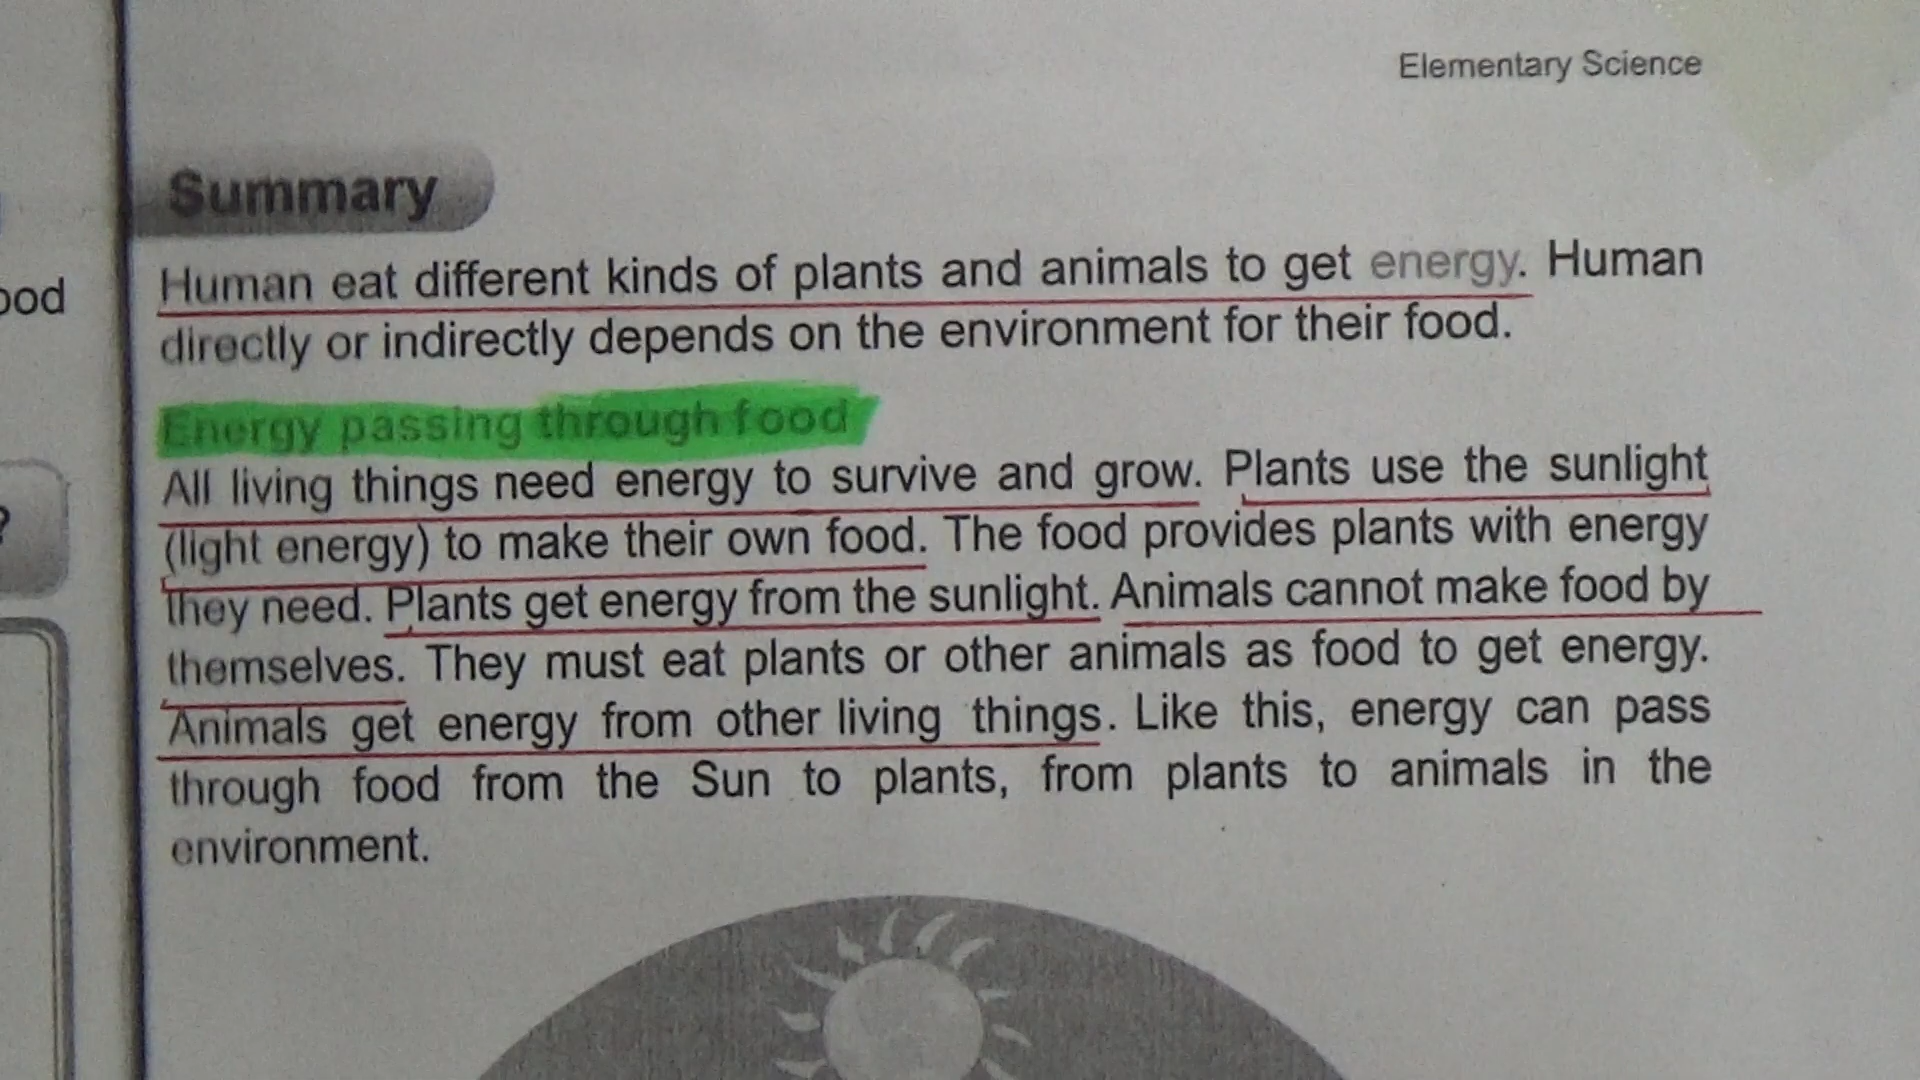 Elementary Science
Summary
Human eat different kinds of plants and animals to get energy. Human
directly or indirectly depends on the environment for their food.
Energy passing through food
All living things need energy to survive and grow. Plants use the sunlight
(light energy) to make their own food. The food provides plants with energy
they need. Plants get energy from the sunlight. Animals cannot make food by
themselves. They must eat plants or other animals as food to get energy.
Animals get energy from other living things. Like this, energy can pass
through food from the Sun to plants, from plants to animals in the
environment.
ood
?